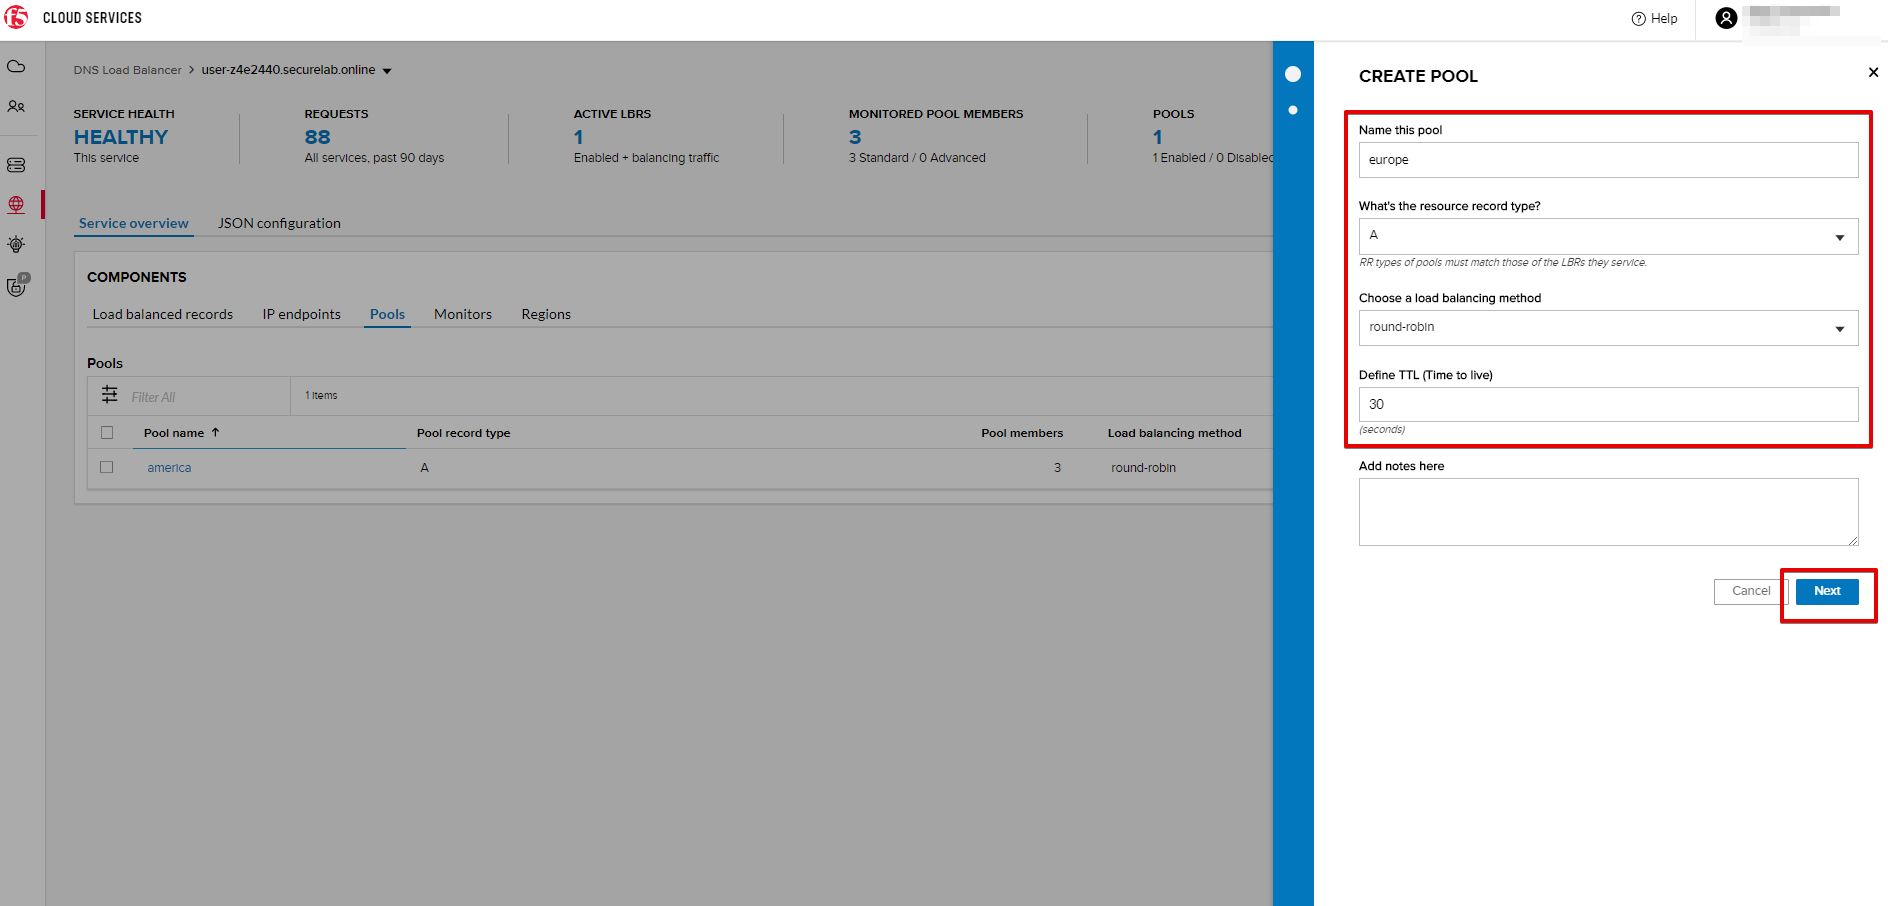 f5 CLOUD SERVICES
Help
DNS Load Balancer > user-z4e2440.securelab.online
SERVICE HEALTH
HEALTHY
This service
REQUESTS
88
All services, past 90 days
ACTIVE LBRS
1
Enabled + balancing traffic
MONITORED POOL MEMBERS
3
3 Standard / 0 Advanced
POOLS
1
1 Enabled / 0 Disabled
Service overview
JSON configuration
COMPONENTS
Load balanced records
IP endpoints
Pools
Monitors
Regions
Pools
Filter All
1 Items
Pool name ↑
Pool record type
Pool members
Load balancing method
america
A
3
round-robin
P
CREATE POOL
Name this pool
europe
What's the resource record type?
A
RR types of pools must match those of the LBRs they service.
Choose a load balancing method
round-robin
Define TTL (Time to live)
30
(seconds)
Add notes here
Cancel
Next